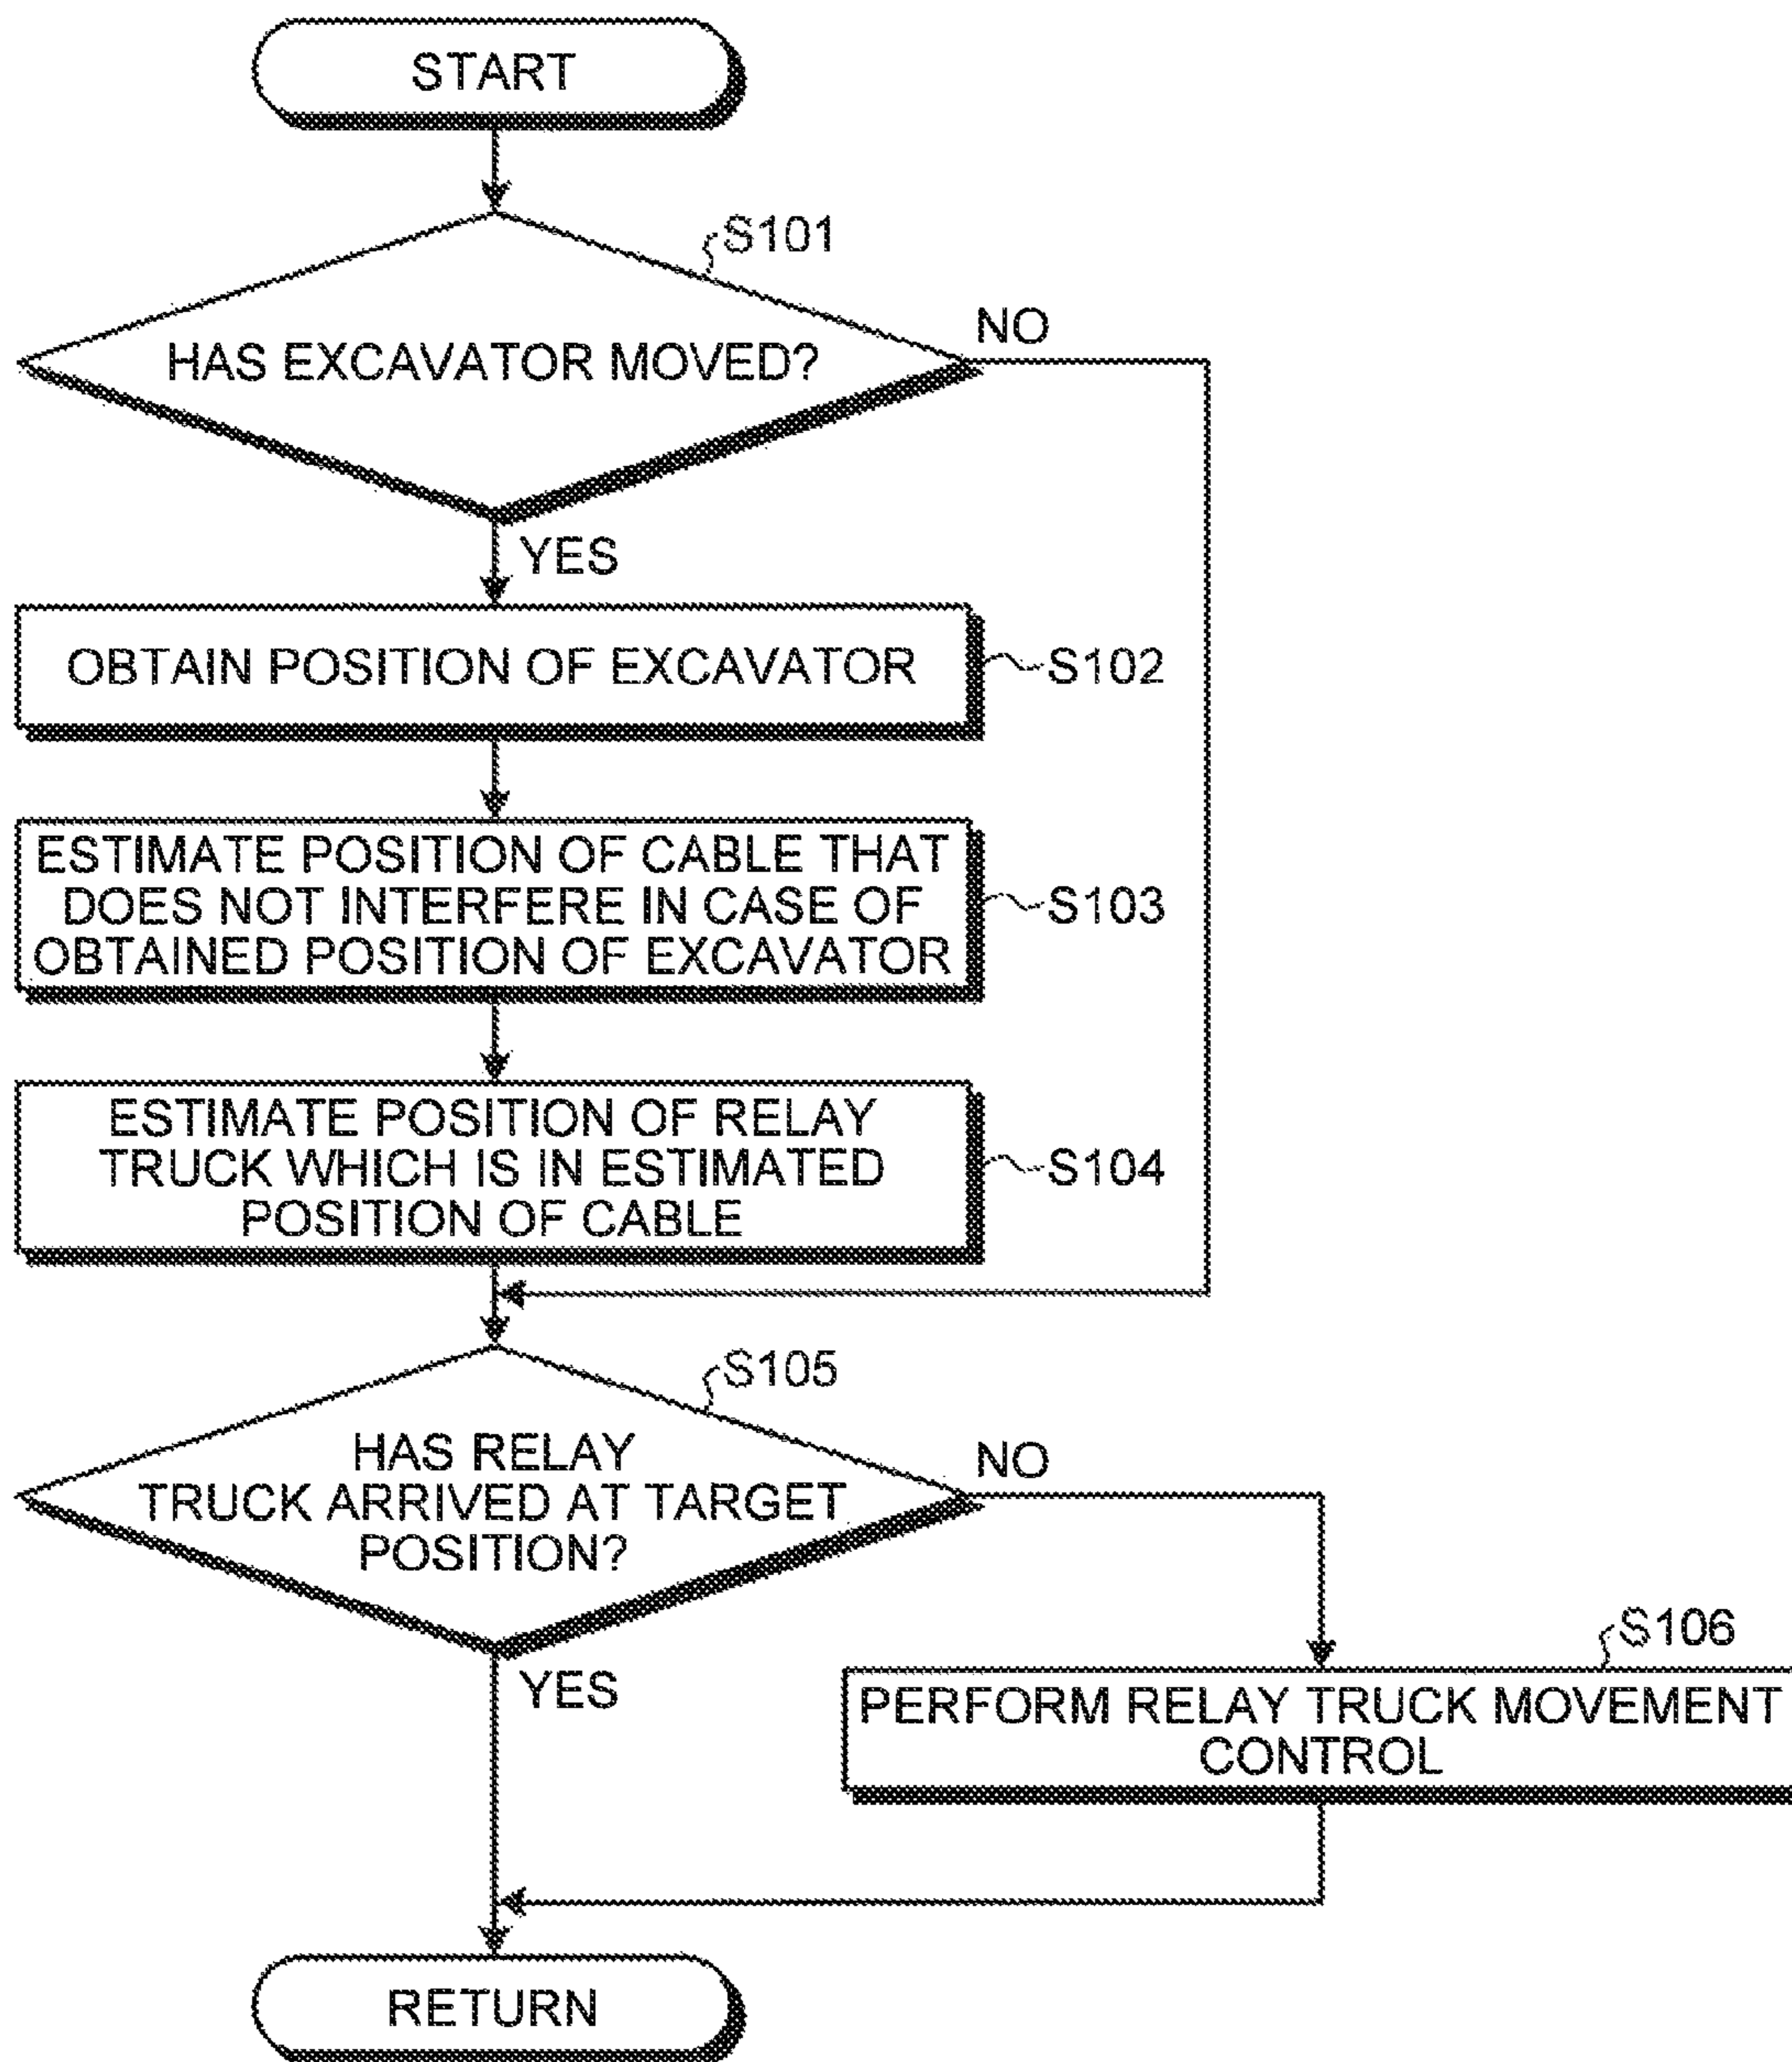 START
S101
HAS EXCAVATOR MOVED?
NO
YES
OBTAIN POSITION OF EXCAVATOR
S102
ESTIMATE POSITION OF CABLE THAT
DOES NOT INTERFERE IN CASE OF
OBTAINED POSITION OF EXCAVATOR
S103
ESTIMATE POSITION OF RELAY
TRUCK WHICH IS IN ESTIMATED
POSITION OF CABLE
S104
S105
HAS RELAY
TRUCK ARRIVED AT TARGET
POSITION?
NO
YES
S106
PERFORM RELAY TRUCK MOVEMENT
CONTROL
RETURN